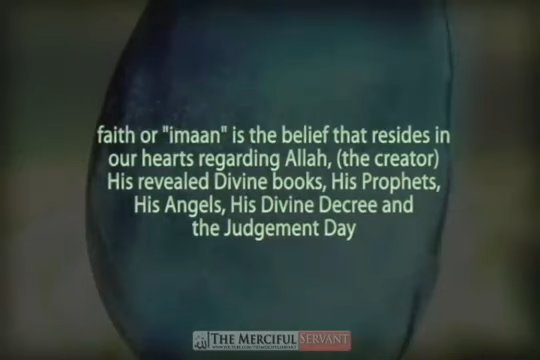 faith or "imaan" is the belief that resides in
our hearts regarding Allah, (the creator)
His revealed Divine books, His Prophets,
His Angels, His Divine Decree and
the Judgement Day
THE MERCIFUL SERVANT